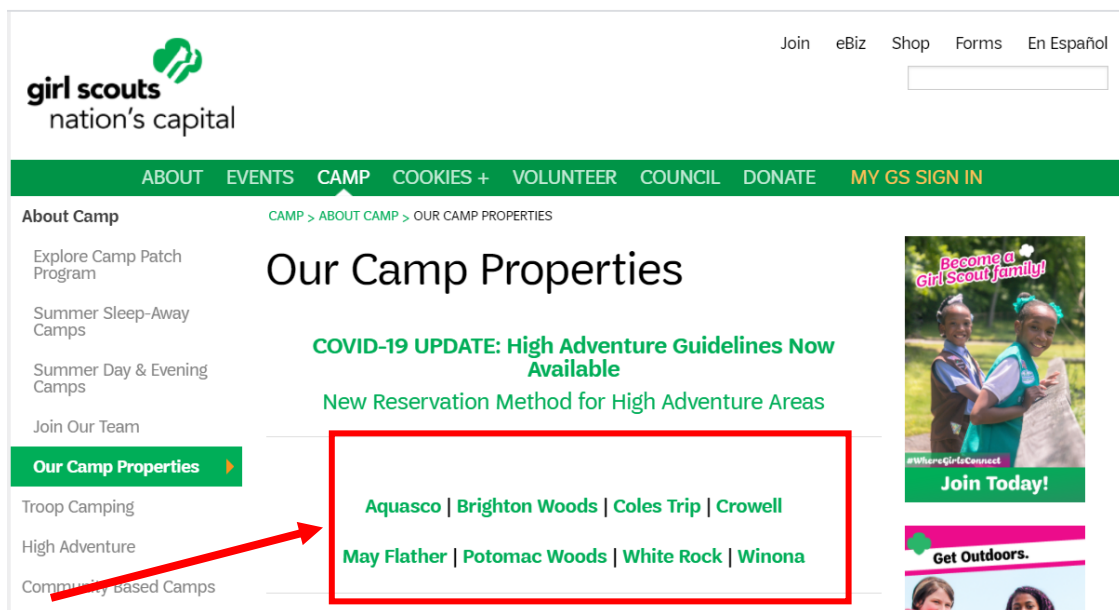 Join eBiz Shop Forms En Español
girl scouts
nation's capital
ABOUT EVENTS CAMP COOKIES + VOLUNTEER COUNCIL DONATE MY GS SIGN IN
About Camp
Explore Camp Patch
Program
Summer Sleep-Away
Camps
Summer Day & Evening
Camps
Join Our Team
Our Camp Properties
Troop Camping
High Adventure
Community Based Camps
CAMP > ABOUT CAMP > OUR CAMP PROPERTIES
Our Camp Properties
COVID-19 UPDATE: High Adventure Guidelines Now
Available
New Reservation Method for High Adventure Areas
Aquasco | Brighton Woods | Coles Trip | Crowell
May Flather | Potomac Woods | White Rock | Winona
Become a
Girl Scout family!
#WhereGirlsConnect
Join Today!
Get Outdoors.